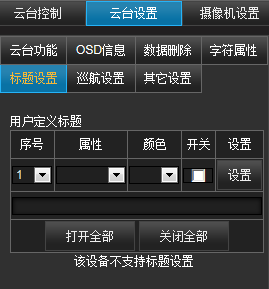 云台控制 云台设置 摄像机设置
云台功能 OSD信息 数据删除 字符属性
标题设置 巡航设置 其它设置
用户定义标题
序号 属性 颜色 开关 设置
1 设置
打开全部 关闭全部
该设备不支持标题设置